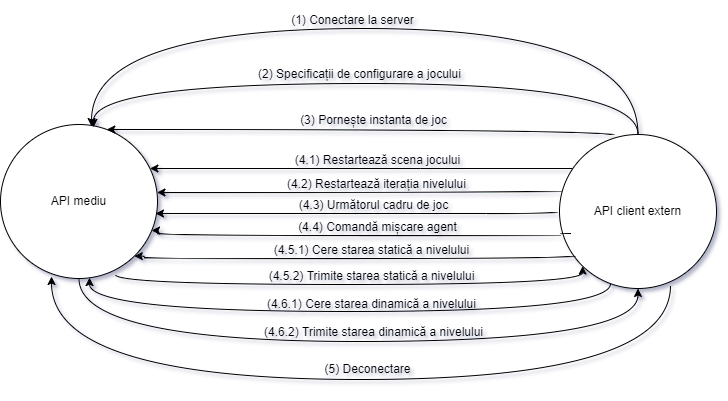 (1) Conectare la server
(2) Specificații de configurare a jocului
(3) Pornește instanta de joc
(4.1) Restartează scena jocului
(4.2) Restartează iterația nivelului
(4.3) Următorul cadru de joc
(4.4) Comandă mișcare agent
(4.5.1) Cere starea statică a nivelului
(4.5.2) Trimite starea statică a nivelului
(4.6.1) Cere starea dinamică a nivelului
(4.6.2) Trimite starea dinamică a nivelului
(5) Deconectare
API mediu
API client extern